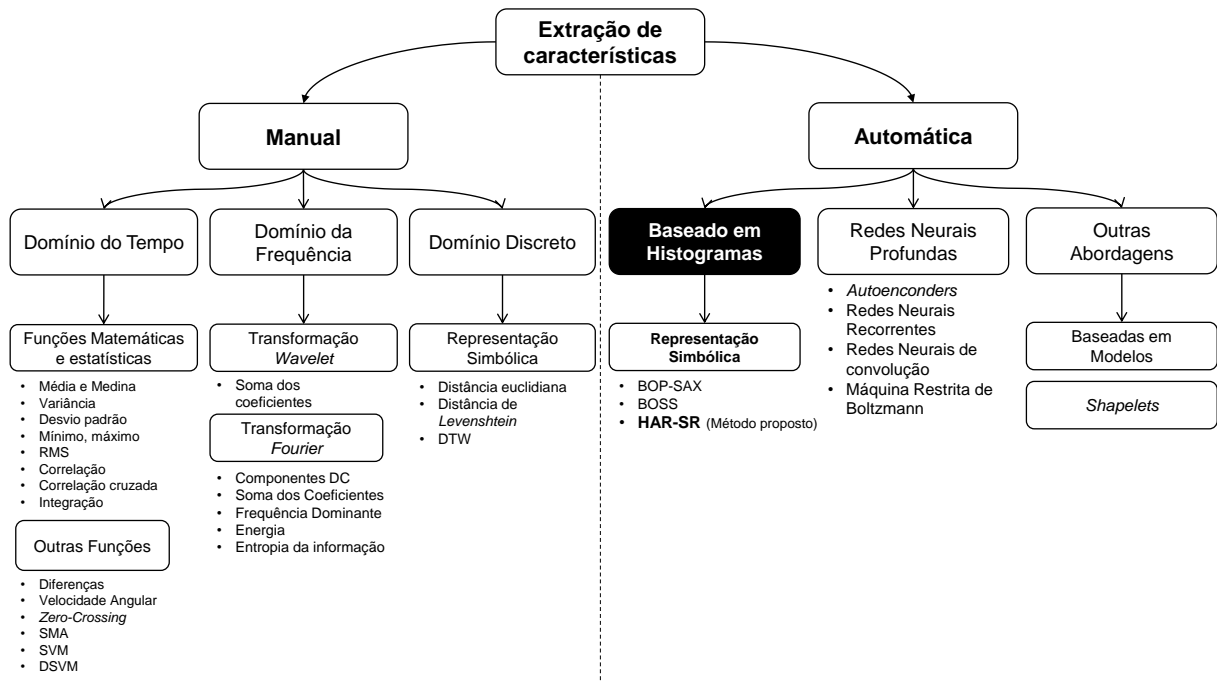 Extração de
características
Manual
Automática
Domínio do Tempo
Domínio da
Frequência
Domínio Discreto
Baseado em
Histogramas
Redes Neurais
Profundas
Outras
Abordagens
Funções Matemáticas
e estatísticas
• Média e Medina
• Variância
• Desvio padrão
• Mínimo, máximo
• RMS
• Correlação
• Correlação cruzada
• Integração
Outras Funções
• Diferenças
• Velocidade Angular
• Zero-Crossing
• SMA
• SVM
• DSVM
Transformação
Wavelet
• Soma dos
coeficientes
Transformação
Fourier
• Componentes DC
• Soma dos Coeficientes
• Frequência Dominante
• Energia
• Entropia da informação
Representação
Simbólica
• Distância euclidiana
• Distância de
Levenshtein
• DTW
Representação
Simbólica
• BOP-SAX
• BOSS
• HAR-SR (Método proposto)
• Autoenconders
• Redes Neurais
Recorrentes
• Redes Neurais de
convolução
• Máquina Restrita de
Boltzmann
Baseadas em
Modelos
Shapelets